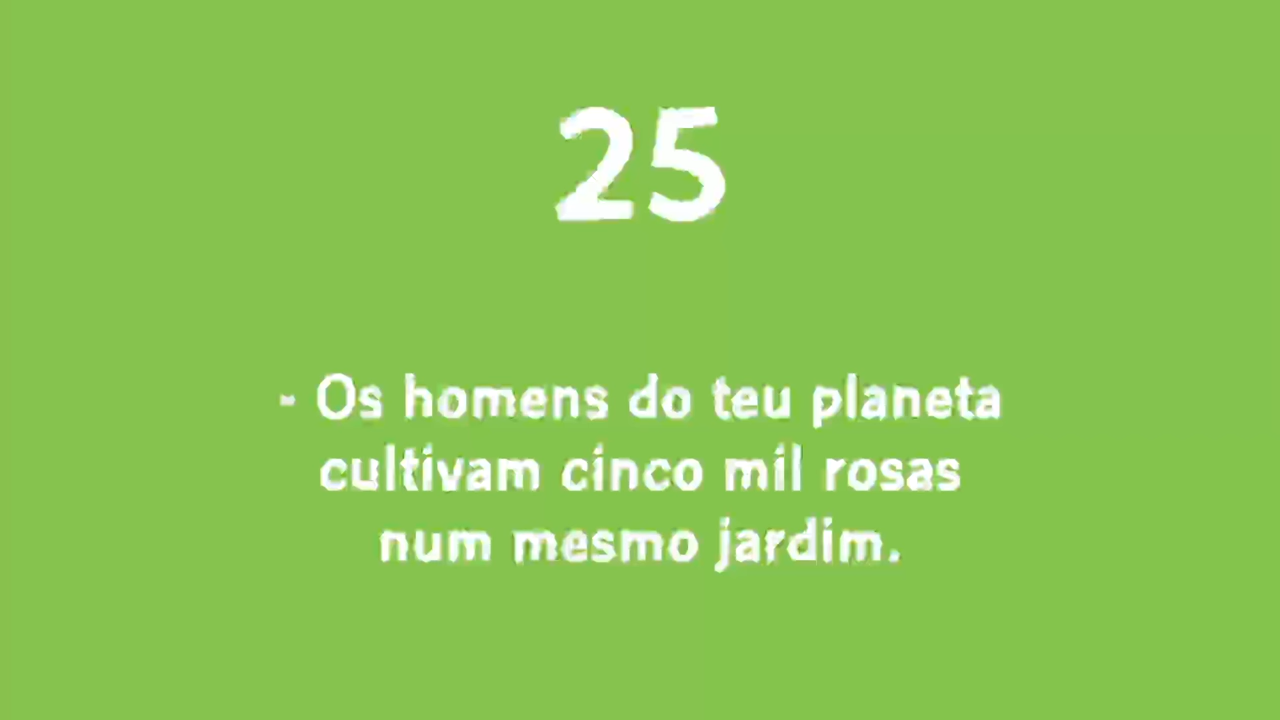 25
- Os homens do teu planeta
cultivam cinco mil rosas
num mesmo jardim.